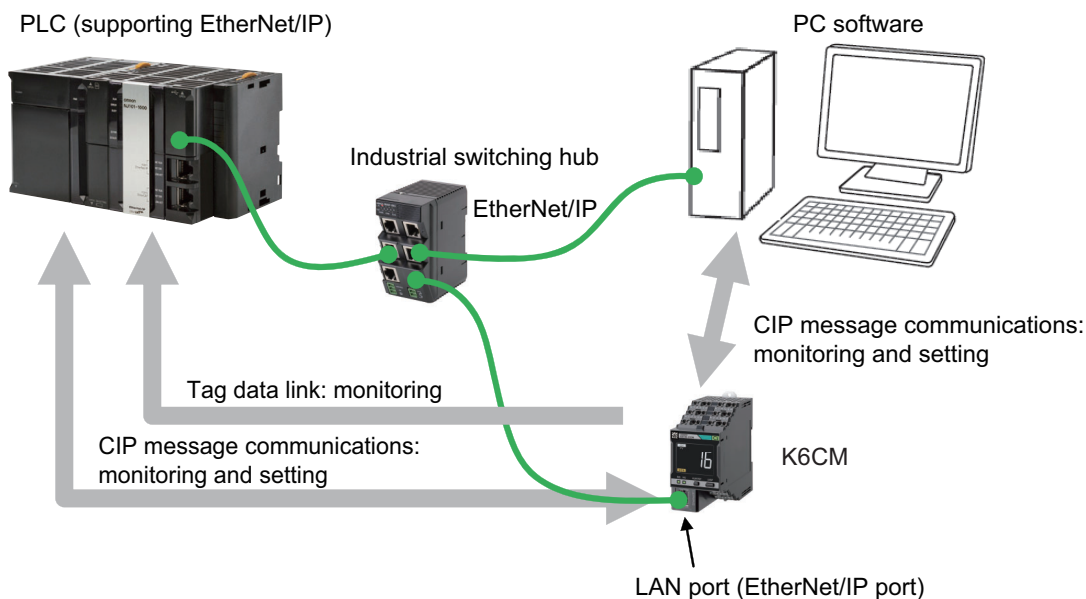 PLC (supporting EtherNet/IP)
PC software
Industrial switching hub
EtherNet/IP
CIP message communications:
monitoring and setting
Tag data link: monitoring
CIP message communications:
monitoring and setting
16
K6CM
LAN port (EtherNet/IP port)